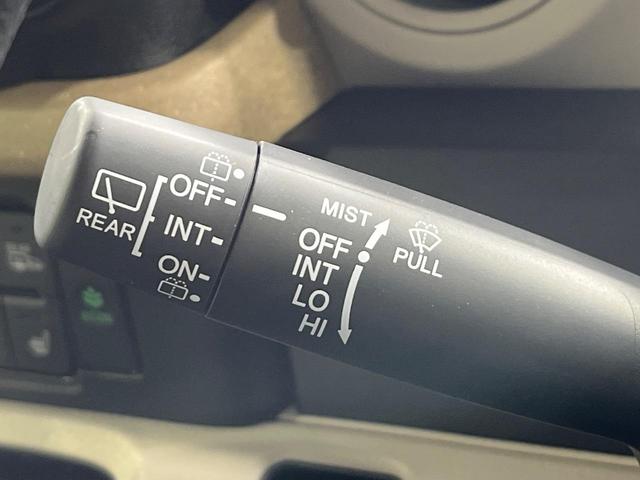 REAR
OFF
INT
ON
MIST
OFF
INT
LO
HI
PULL